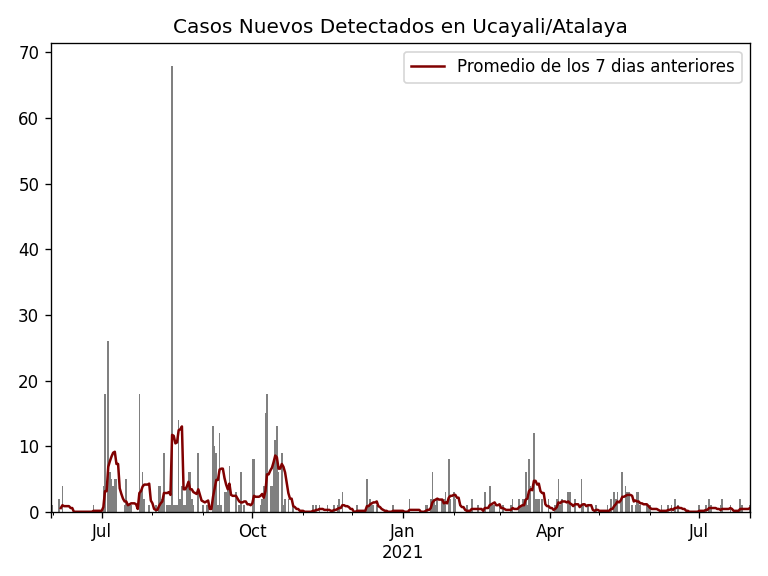 Casos Nuevos Detectados en Ucayali/Atalaya
Promedio de los 7 dias anteriores
70
60
50
40
30
20
10
0
Jul
Oct
Jan
2021
Apr
Jul